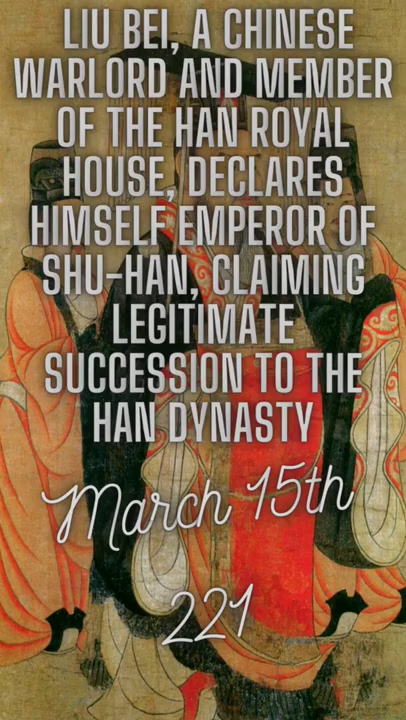 LIU BEI, A CHINESE
WARLORD AND MEMBER
OF THE HAN ROYAL
HOUSE, DECLARES
HIMSELF EMPEROR OF
SHU-HAN, CLAIMING
LEGITIMATE
SUCCESSION TO THE
HAN DYNASTY
March 15th
221